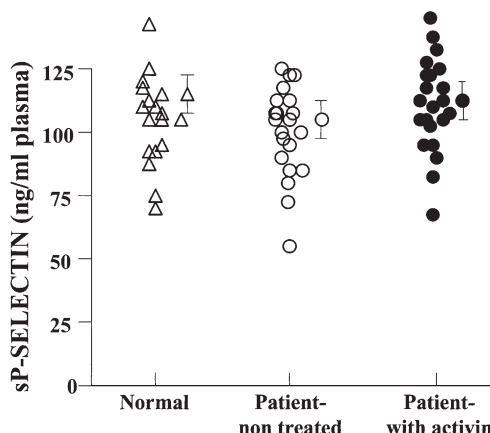 sP-SELECTIN (ng/ml plasma)
125
100
75
50
25
0
Normal
Patient-
non treated
Patient-
with activin